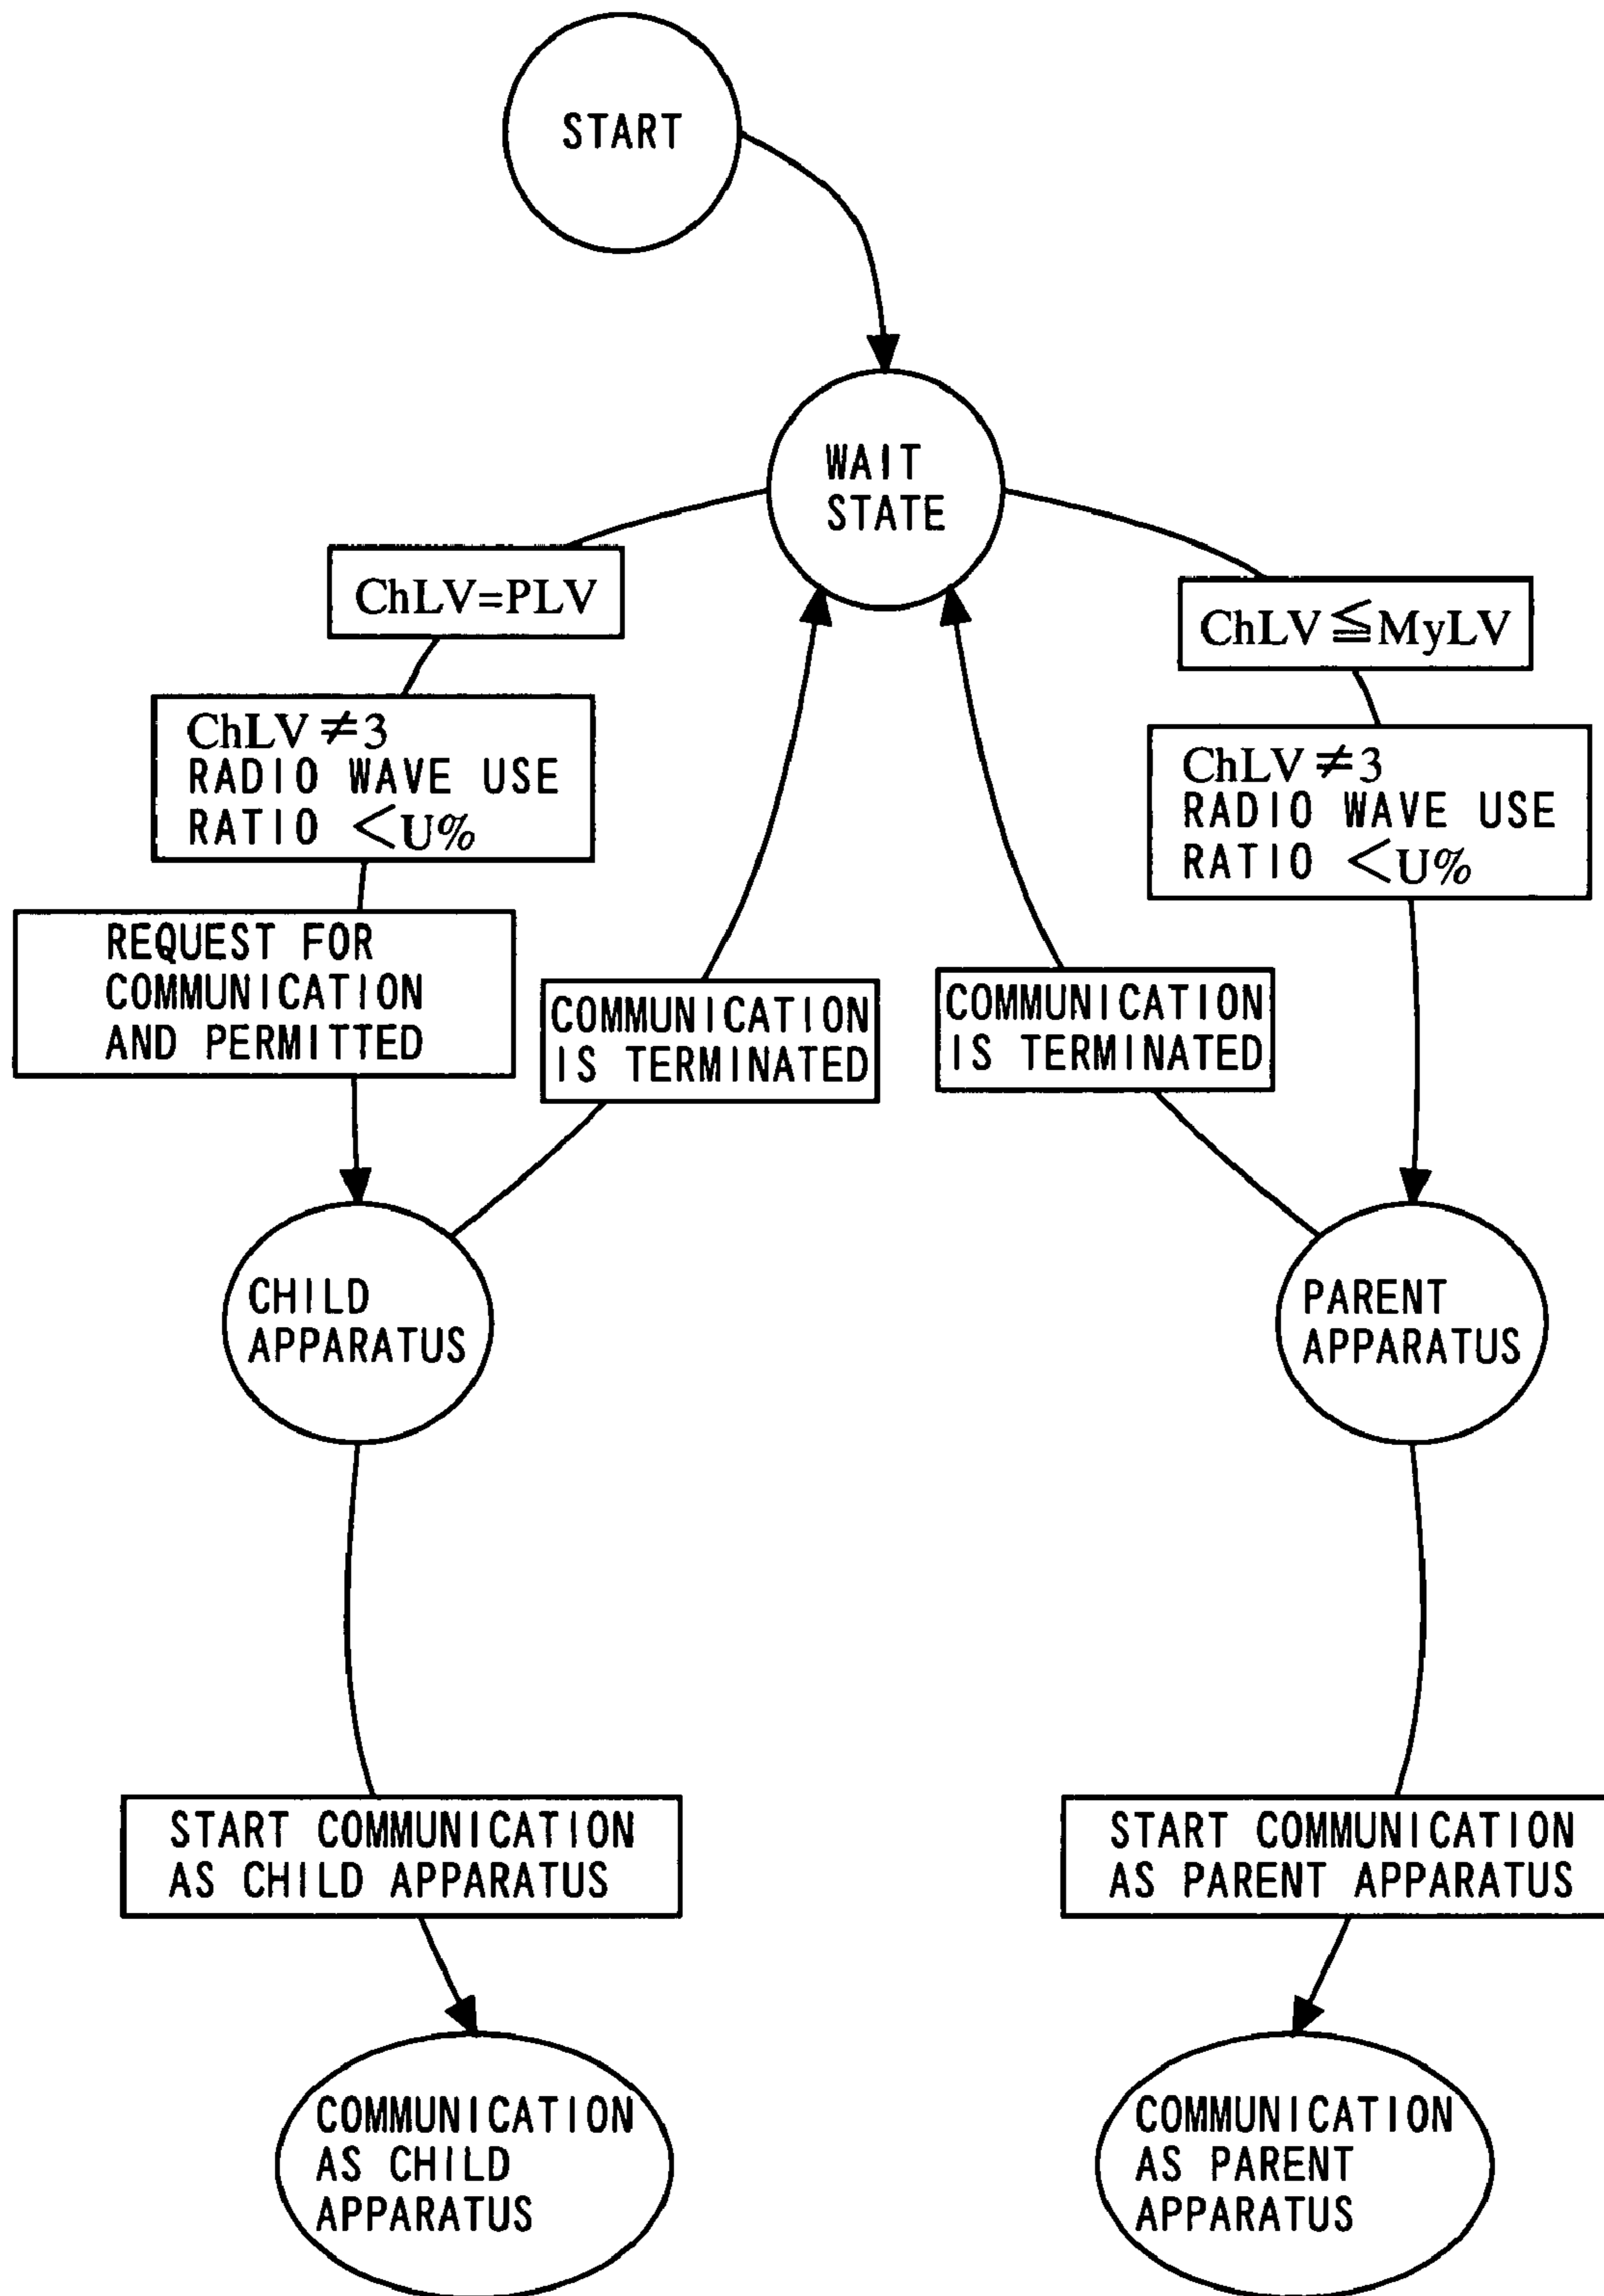 START
WAIT
STATE
ChLV=PLV
ChLV≦MyLV
ChLV≠3
RADIO WAVE USE
RATIO <U%
ChLV≠3
RADIO WAVE USE
RATIO <U%
REQUEST FOR
COMMUNICATION
AND PERMITTED
COMMUNICATION
IS TERMINATED
COMMUNICATION
IS TERMINATED
CHILD
APPARATUS
PARENT
APPARATUS
START COMMUNICATION
AS CHILD APPARATUS
START COMMUNICATION
AS PARENT APPARATUS
COMMUNICATION
AS CHILD
APPARATUS
COMMUNICATION
AS PARENT
APPARATUS